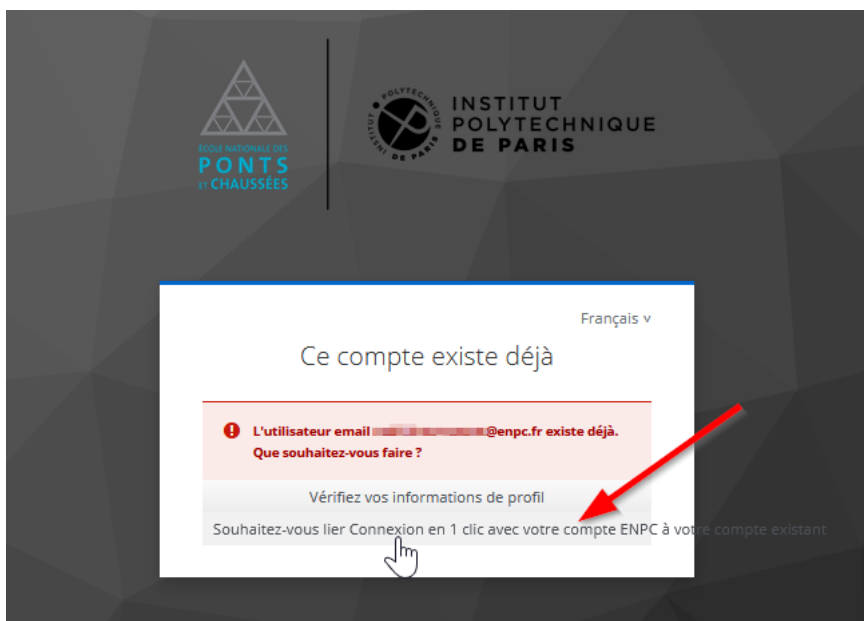 ÉCOLE NATIONALE DES
PONTS
ET CHAUSSÉES
POLYTECHNIQUE
INSTITUT
DE PARIS
INSTITUT
POLYTECHNIQUE
DE PARIS
Français v
Ce compte existe déjà
L'utilisateur email @enpc.fr existe déjà.
Que souhaitez-vous faire ?
Vérifiez vos informations de profil
Souhaitez-vous lier Connexion en 1 clic avec votre compte ENPC à votre compte existant